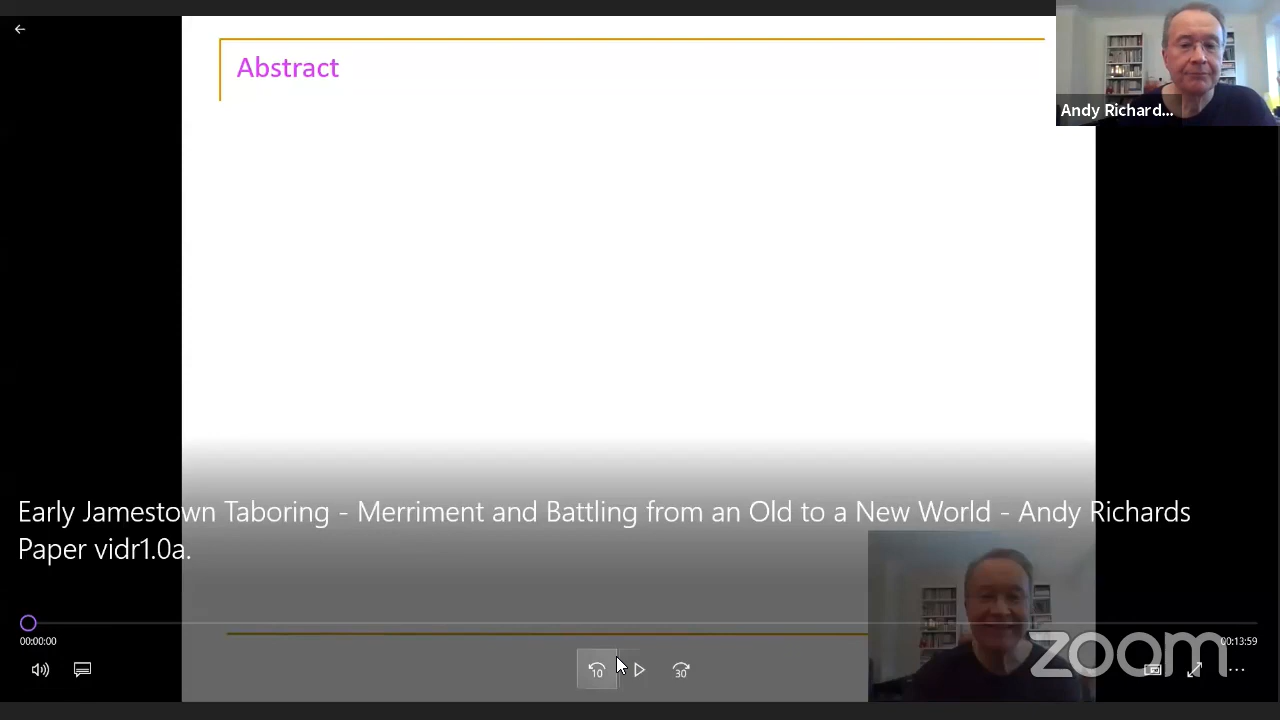 Abstract
Andy Richard...
Early Jamestown Taboring - Merriment and Battling from an Old to a New World - Andy Richards
Paper vidr1.0a.
00:00:00
00:13:59
10
30
zoom